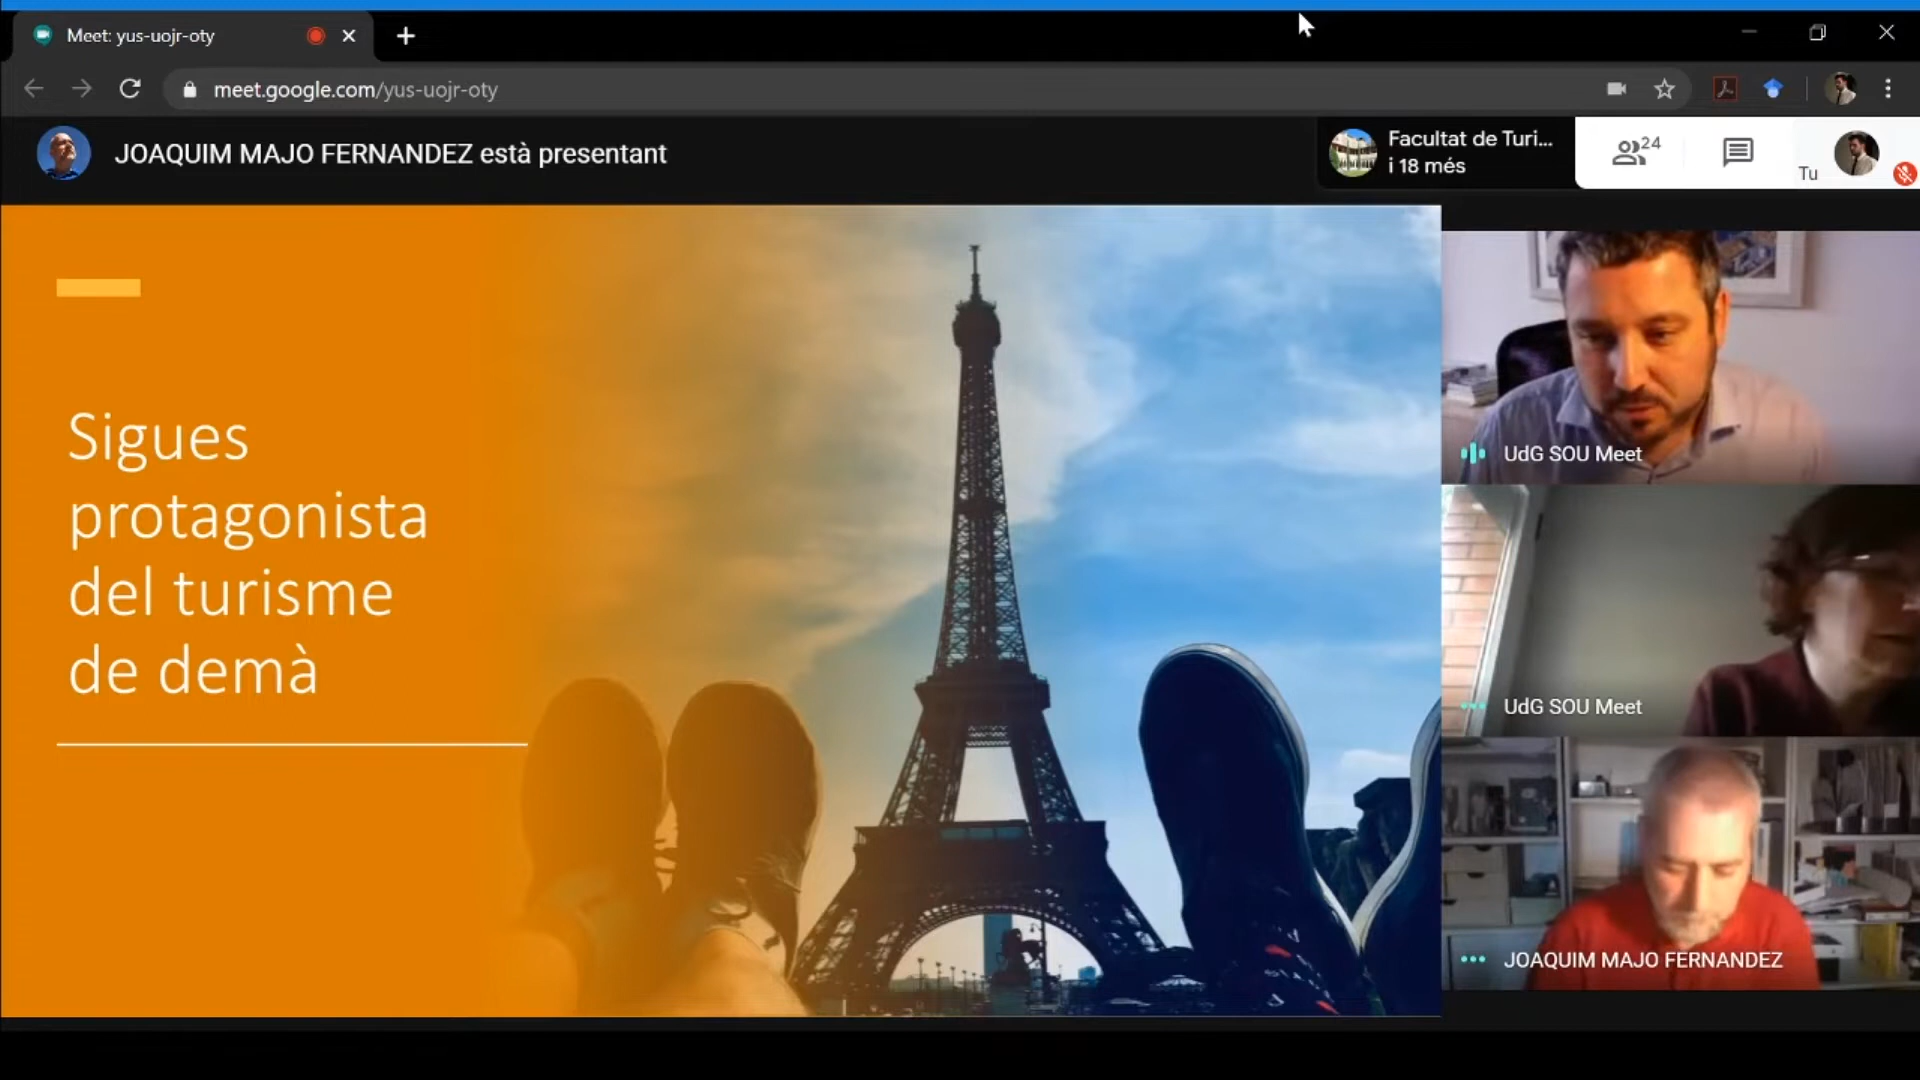 Meet: yus-uojr-oty
meet.google.com/yus-uojr-oty
JOAQUIM MAJO FERNANDEZ està presentant
Facultat de Turi...
i 18 més
24
Tu
Sigues
protagonista
del turisme
de demà
UdG SOU Meet
UdG SOU Meet
JOAQUIM MAJO FERNANDEZ